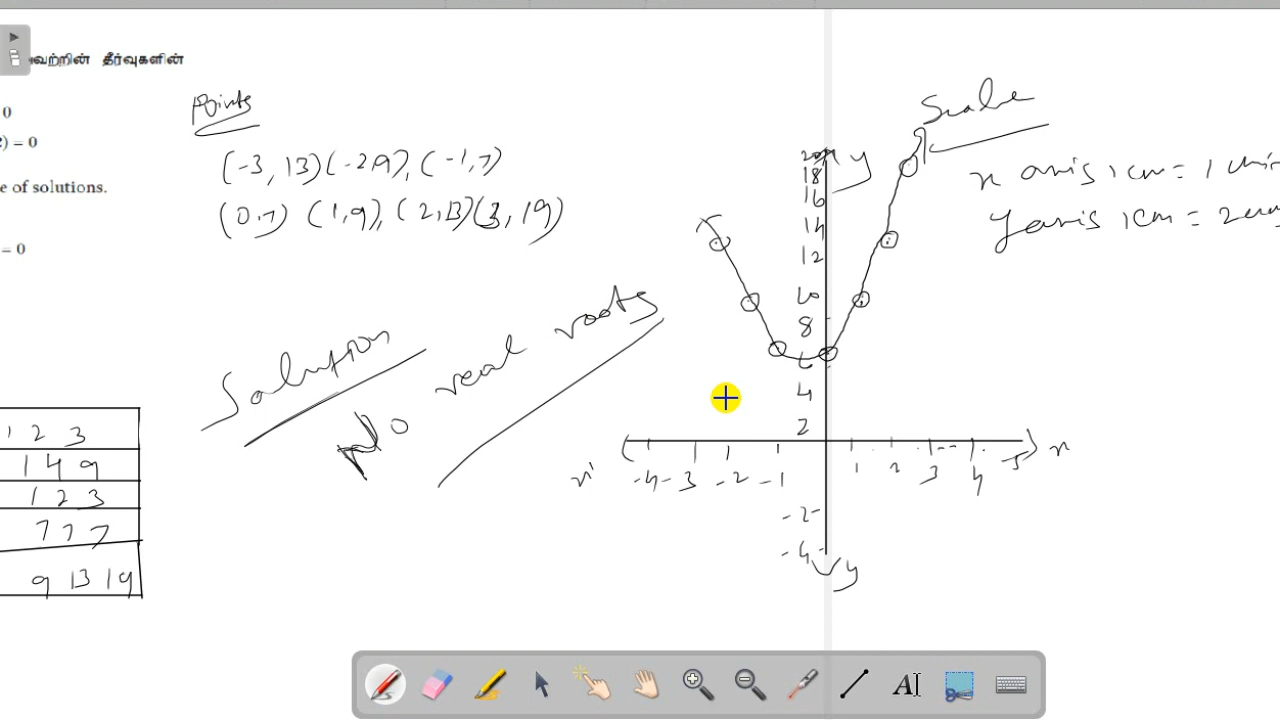 தீர்வுகளின்
0
2) = 0
e of solutions.
= 0
Points
(-3, 13) (-2,9), (-1,7)
(0,7) (1,9), (2,13)(3,19)
Solution
No real roots
1 2 3
1 4 9
1 2 3
7 7 7
9 13 19
Scale
x axis 1cm = 1
y axis 1cm = 2
y
20
18
16
14
12
10
8
6
4
2
x' -4 -3 -2 -1 1 2 3 4 5 x
-2
-4
y
AI